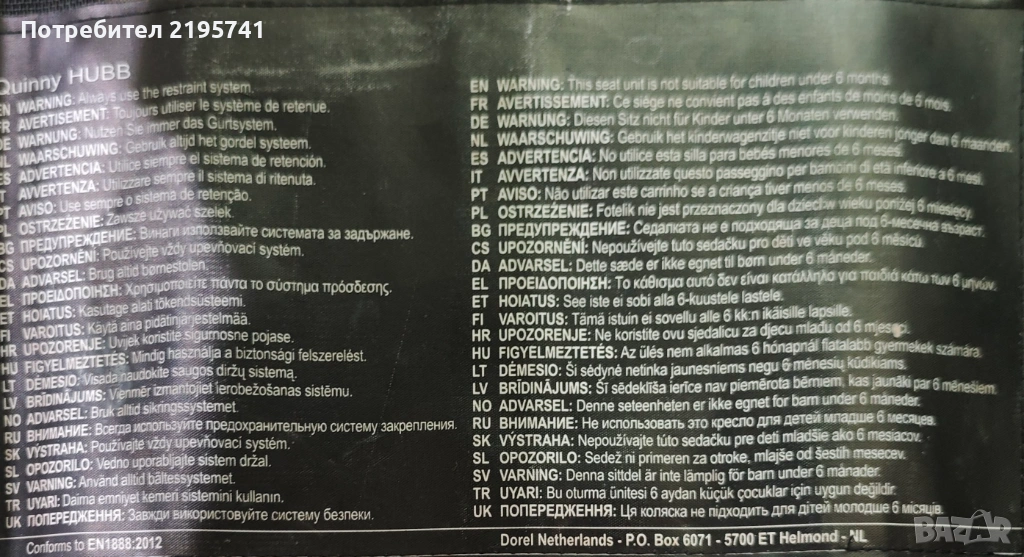 Потребител 2195741
Quinny HUBB
EN WARNING: Always use the restraint system.
FR AVERTISSEMENT: Toujours utiliser le système de retenue.
DE WARNUNG: Nutzen Sie immer das Gurtsystem.
NL WAARSCHUWING: Gebruik altijd het gordel systeem.
ES ADVERTENCIA: Utilice siempre el sistema de retención.
IT AVVERTENZA: Utilizzare sempre il sistema di ritenuta.
PT AVISO: Use sempre o sistema de retenção.
PL OSTRZEŻENIE: Zawsze używać szelek.
BG ПРЕДУПРЕЖДЕНИЕ: Винаги използвайте системата за задържане.
CS UPOZORNĚNÍ: Používejte vždy upevňovací systém.
DA ADVARSEL: Brug altid børnestolen.
EL ΠΡΟΕΙΔΟΠΟΙΗΣΗ: Χρησιμοποιείτε πάντα το σύστημα πρόσδεσης.
ET HOIATUS: Kasutage alati tõkendsüsteemi.
FI VAROITUS: Käytä aina pidätinjärjestelmää.
HR UPOZORENJE: Uvijek koristite sigurnosne pojase.
HU FIGYELMEZTETÉS: Mindig használja a biztonsági felszerelést.
LT DĖMESIO: Visada naudokite saugos diržų sistemą.
LV BRĪDINĀJUMS: Vienmēr izmantojiet ierobežošanas sistēmu.
NO ADVARSEL: Bruk alltid sikringssystemet.
RU ВНИМАНИЕ: Всегда используйте предохранительную систему закрепления.
SK VÝSTRAHA: Používajte vždy upevňovací systém.
SL OPOZORILO: Vedno uporabljajte sistem držal.
SV VARNING: Använd alltid bältessystemet.
TR UYARI: Daima emniyet kemeri sistemini kullanın.
UK ПОПЕРЕДЖЕННЯ: Завжди використовуйте систему безпеки.
Conforms to EN1888:2012
EN WARNING: This seat unit is not suitable for children under 6 months.
FR AVERTISSEMENT: Ce siège ne convient pas à des enfants de moins de 6 mois.
DE WARNUNG: Diesen Sitz nicht für Kinder unter 6 Monaten verwenden.
NL WAARSCHUWING: Gebruik het kinderwagenzitje niet voor kinderen jonger dan 6 maanden.
ES ADVERTENCIA: No utilice esta silla para bebés menores de 6 meses.
IT AVVERTENZA: Non utilizzate questo passeggino per bambini di età inferiore a 6 mesi.
PT AVISO: Não utilizar este carrinho se a criança tiver menos de 6 meses.
PL OSTRZEŻENIE: Fotelik nie jest przeznaczony dla dzieci w wieku poniżej 6 miesięcy.
BG ПРЕДУПРЕЖДЕНИЕ: Седалката не е подходяща за деца под 6-месечна възраст.
CS UPOZORNĚNÍ: Nepoužívejte tuto sedačku pro děti ve věku pod 6 měsíců.
DA ADVARSEL: Dette sæde er ikke egnet til børn under 6 måneder.
EL ΠΡΟΕΙΔΟΠΟΙΗΣΗ: Το κάθισμα αυτό δεν είναι κατάλληλο για παιδιά κάτω των 6 μηνών.
ET HOIATUS: See iste ei sobi alla 6-kuustele lastele.
FI VAROITUS: Tämä istuin ei sovellu alle 6 kk:n ikäisille lapsille.
HR UPOZORENJE: Ne koristite ovu sjedalicu za djecu mlađu od 6 mjeseci.
HU FIGYELMEZTETÉS: Az ülés nem alkalmas 6 hónapnál fiatalabb gyermekek számára.
LT DĖMESIO: Ši sėdynė netinka jaunesniems negu 6 mėnesių kūdikiams.
LV BRĪDINĀJUMS: Šī sēdeklīša ierīce nav piemērota bērniem, kas jaunāki par 6 mēnešiem.
NO ADVARSEL: Denne seteenheten er ikke egnet for barn under 6 måneder.
RU ВНИМАНИЕ: Не использовать это кресло для детей младше 6 месяцев.
SK VÝSTRAHA: Nepoužívajte túto sedačku pre deti mladšie ako 6 mesiacov.
SL OPOZORILO: Sedež ni primeren za otroke, mlajše od šestih mesecev.
SV VARNING: Denna sittdel är inte lämplig för barn under 6 månader.
TR UYARI: Bu oturma ünitesi 6 aydan küçük çocuklar için uygun değildir.
UK ПОПЕРЕДЖЕННЯ: Ця коляска не підходить для дітей молодше 6 місяців.
Dorel Netherlands - P.O. Box 6071 - 5700 ET Helmond - NL
bazar